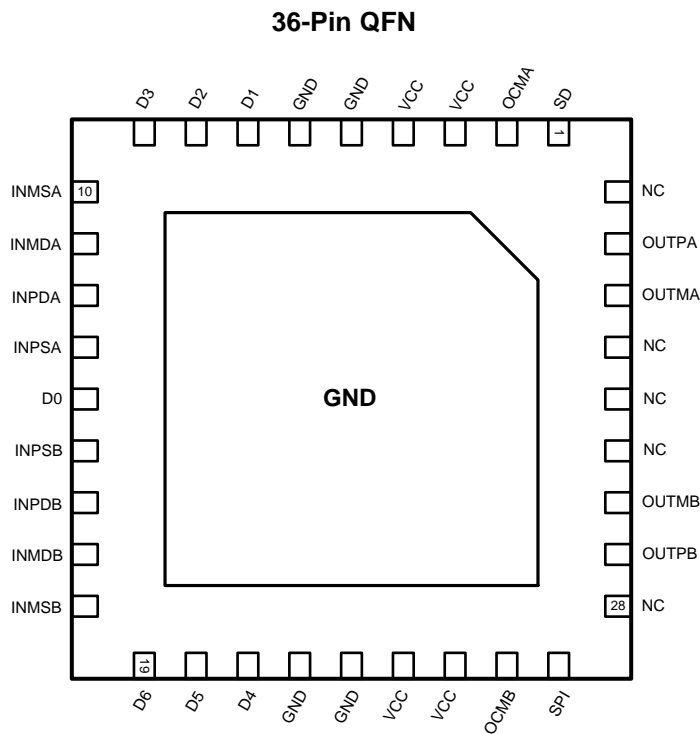 36-Pin QFN
D3
D2
D1
GND
GND
VCC
VCC
OCMA
SD
1
INMSA
10
INMDA
INPDA
INPSA
D0
INPSB
INPDB
INMDB
INMSB
GND
NC
OUTPA
OUTMA
NC
NC
NC
OUTMB
OUTPB
28
NC
19
D6
D5
D4
GND
GND
VCC
VCC
OCMB
SPI